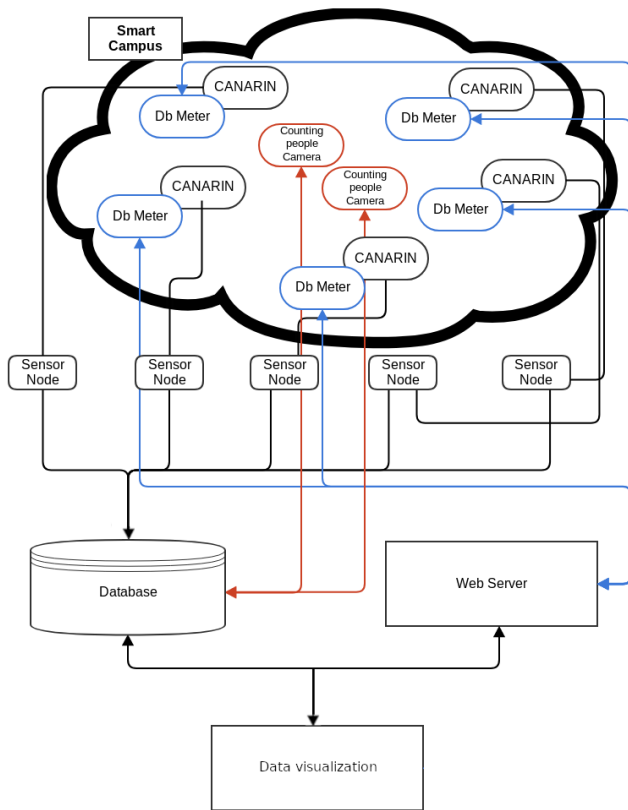 Smart
Campus
CANARIN
Db Meter
CANARIN
Db Meter
Counting
people
Camera
Counting
people
Camera
CANARIN
Db Meter
CANARIN
Db Meter
CANARIN
Db Meter
Sensor
Node
Sensor
Node
Sensor
Node
Sensor
Node
Sensor
Node
Database
Web Server
Data visualization